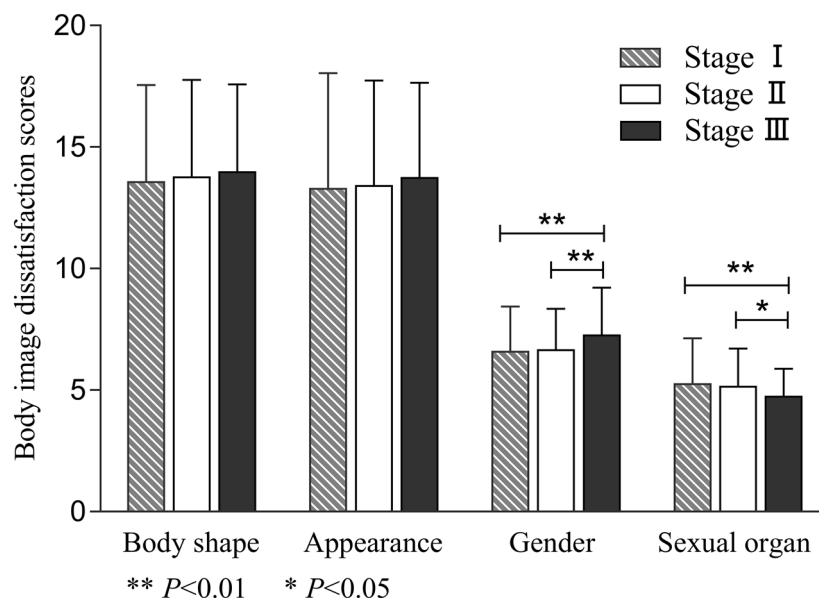 Body image dissatisfaction scores
20
15
10
5
0
Stage Ⅰ
Stage Ⅱ
Stage Ⅲ
**
**
**
*
Body shape Appearance Gender Sexual organ
** P<0.01 * P<0.05